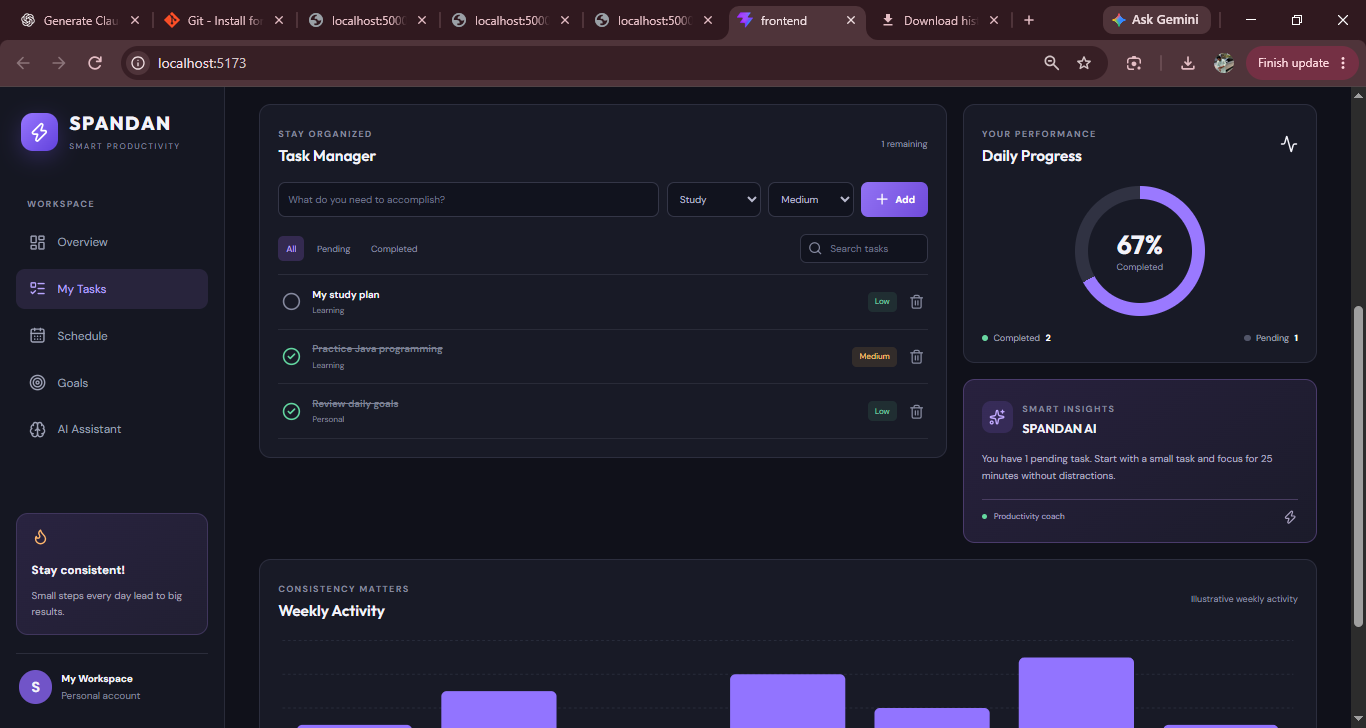 Generate Clau
Git - Install for
localhost:5000
localhost:5000
localhost:5000
frontend
Download hist
Ask Gemini
localhost:5173
Finish update
SPANDAN
SMART PRODUCTIVITY
WORKSPACE
Overview
My Tasks
Schedule
Goals
AI Assistant
Stay consistent!
Small steps every day lead to big
results.
S
My Workspace
Personal account
STAY ORGANIZED
Task Manager
1 remaining
What do you need to accomplish?
Study
Medium
Add
All
Pending
Completed
Search tasks
My study plan
Learning
Low
Practice Java programming
Learning
Medium
Review daily goals
Personal
Low
YOUR PERFORMANCE
Daily Progress
67%
Completed
Completed 2
Pending 1
SMART INSIGHTS
SPANDAN AI
You have 1 pending task. Start with a small task and focus for 25
minutes without distractions.
Productivity coach
CONSISTENCY MATTERS
Weekly Activity
Illustrative weekly activity